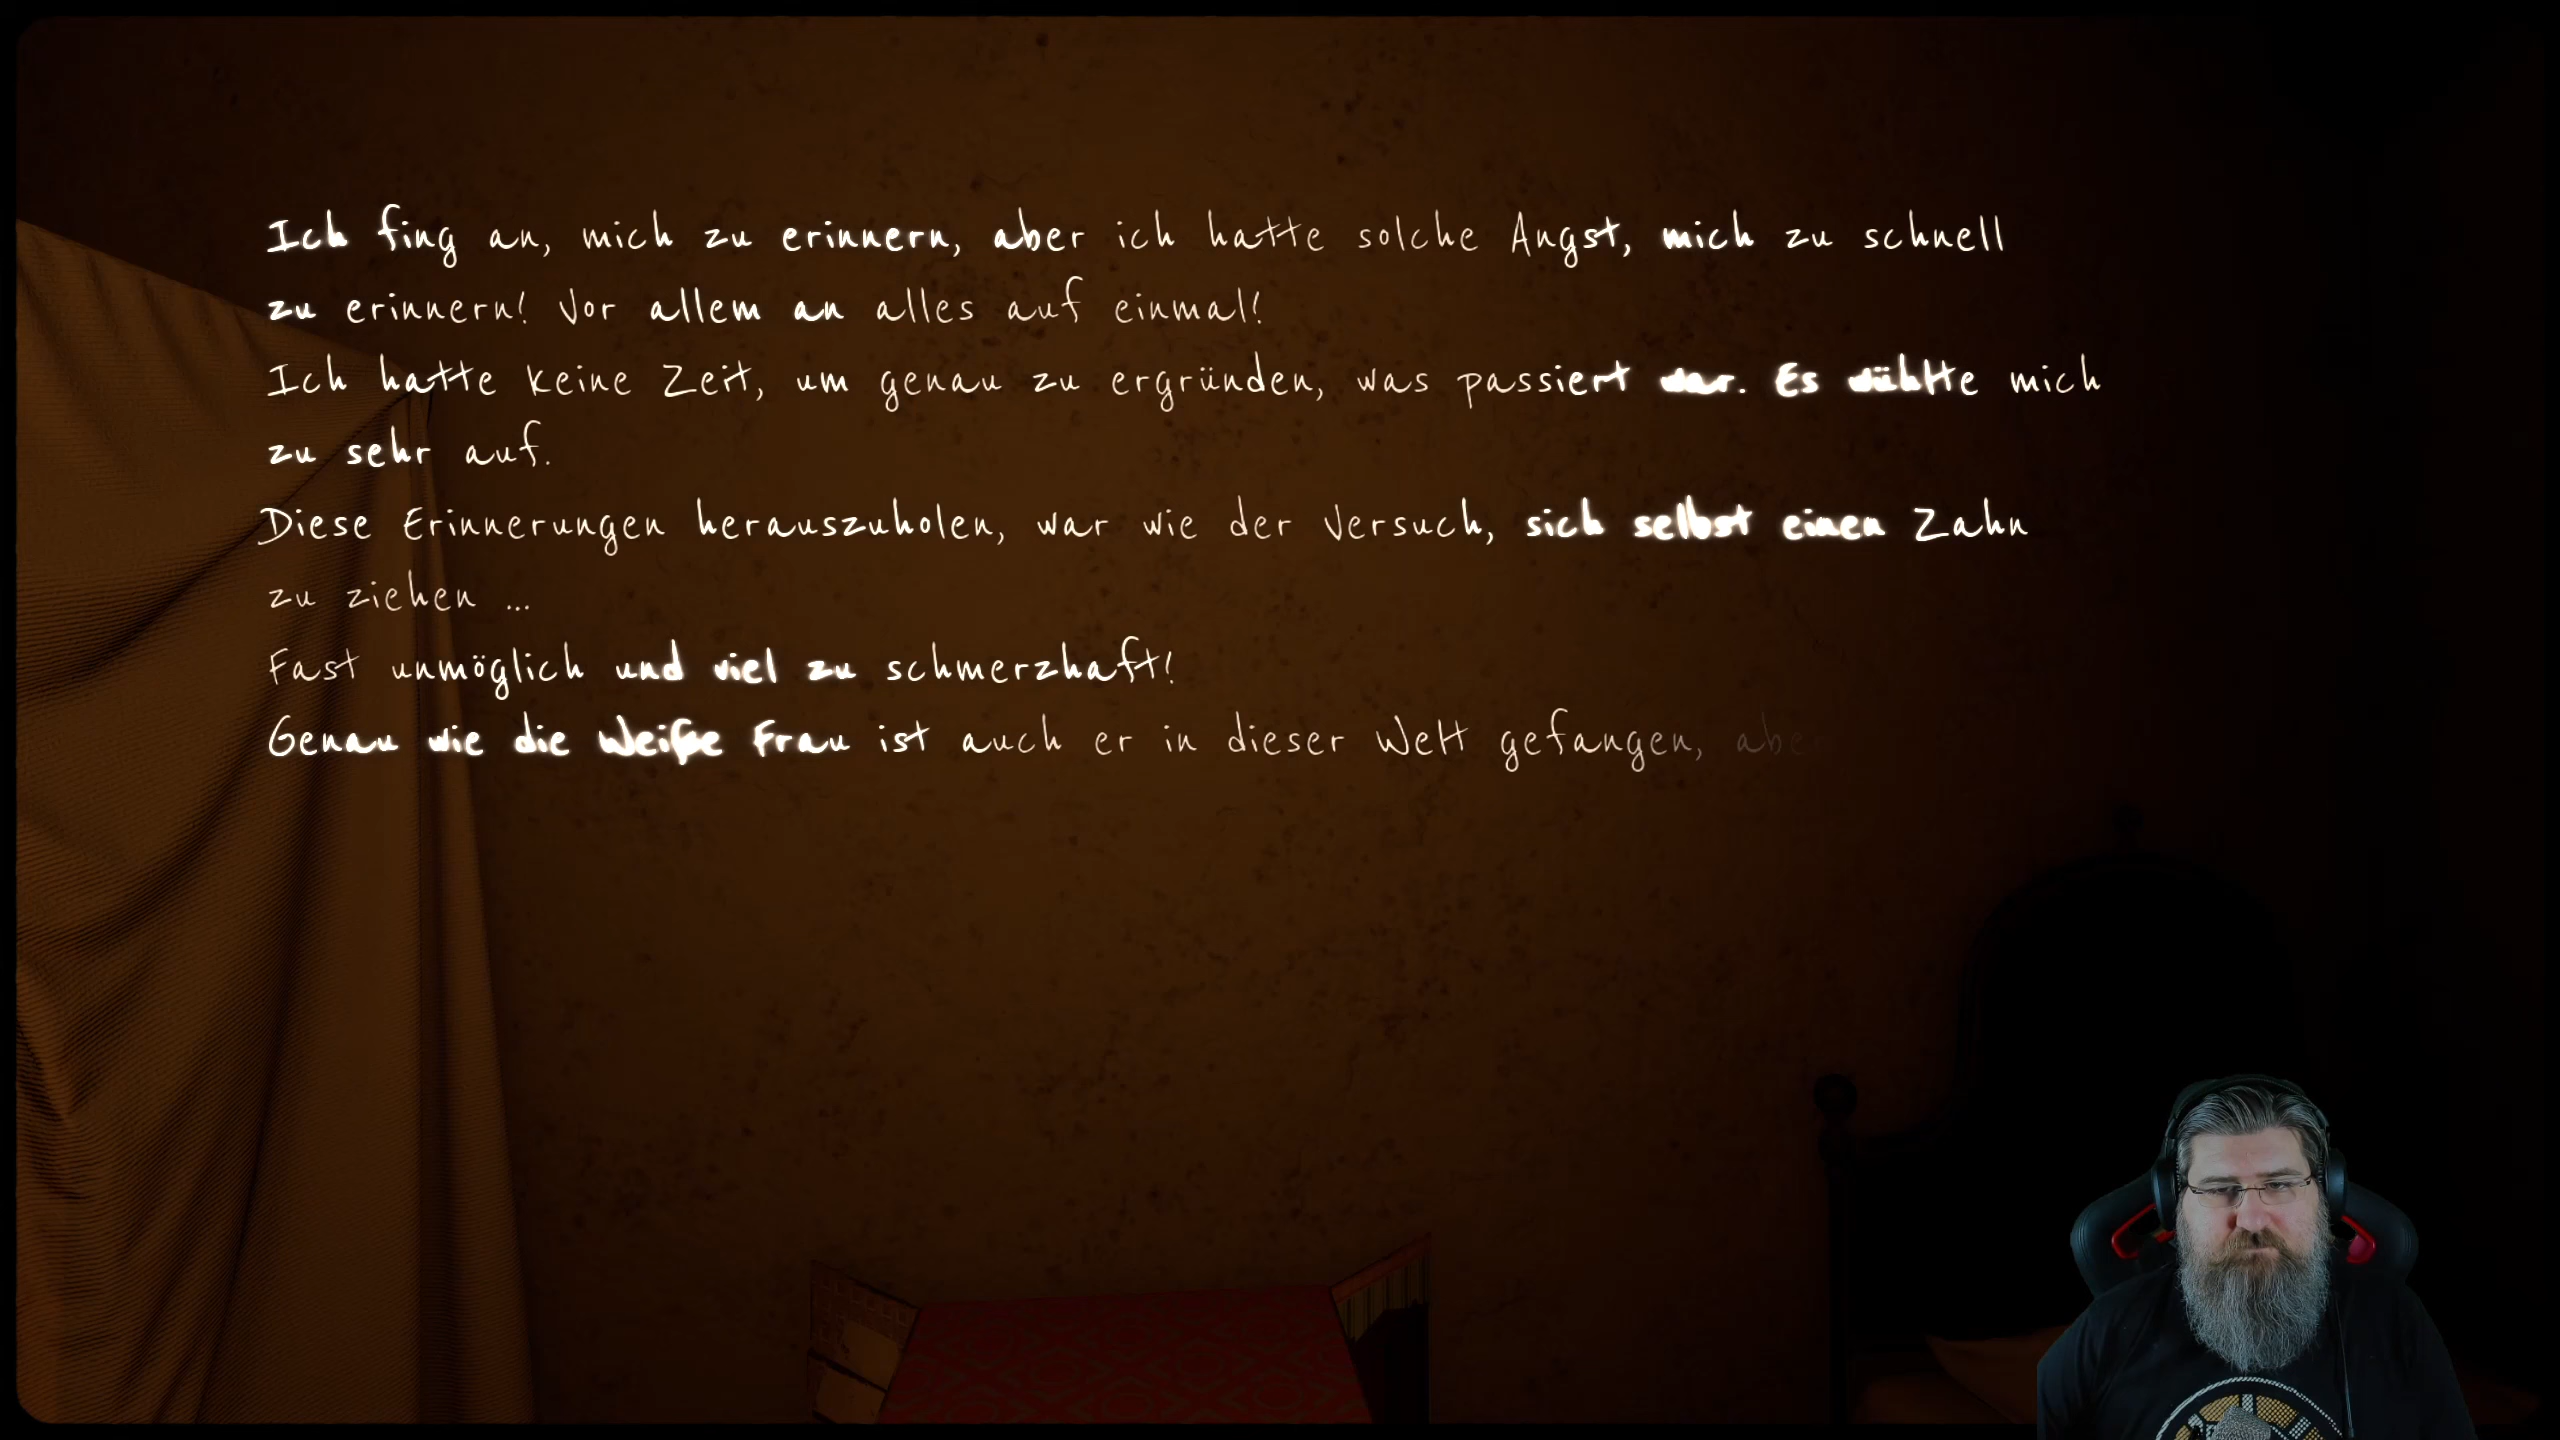 Ich fing an, mich zu erinnern, aber ich hatte solche Angst, mich zu schnell
zu erinnern! Vor allem an alles auf einmal!
Ich hatte keine Zeit, um genau zu ergründen, was passiert war. Es wühlte mich
zu sehr auf.
Diese Erinnerungen herauszuholen, war wie der Versuch, sich selbst einen Zahn
zu ziehen ...
Fast unmöglich und viel zu schmerzhaft!
Genau wie die Weiße Frau ist auch er in dieser Welt gefangen, abe